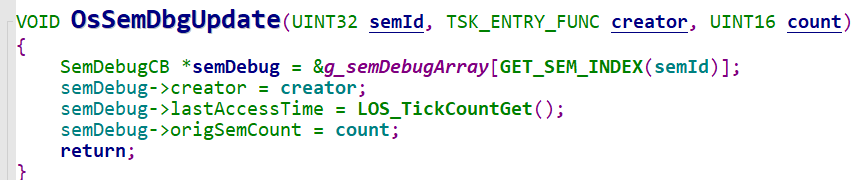 VOID OsSemDbgUpdate(UINT32 semId, TSK_ENTRY_FUNC creator, UINT16 count)
{
    SemDebugCB *semDebug = &g_semDebugArray[GET_SEM_INDEX(semId)];
    semDebug->creator = creator;
    semDebug->lastAccessTime = LOS_TickCountGet();
    semDebug->origSemCount = count;
    return;
}